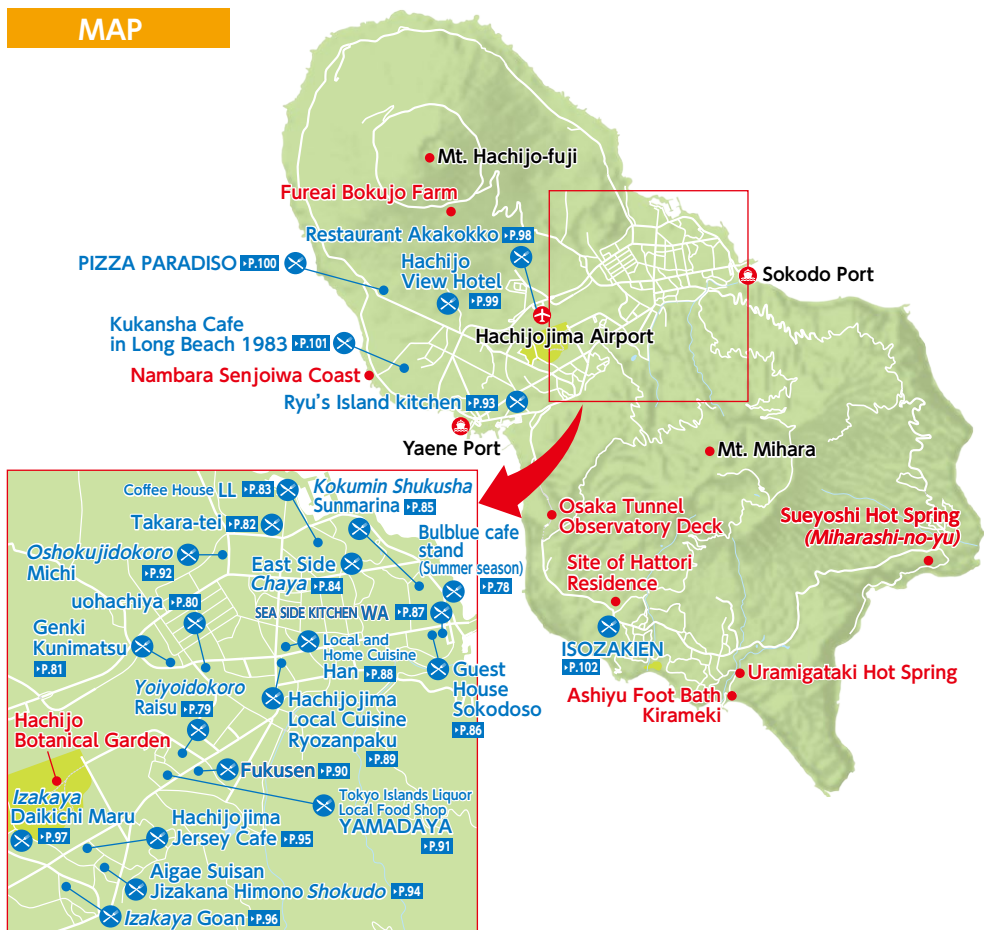 MAP
Mt. Hachijo-fuji
Fureai Bokujo Farm
Restaurant Akakokko ▸P.98
PIZZA PARADISO ▸P.100
Hachijo
View Hotel
▸P.99
Sokodo Port
Hachijojima Airport
Kukansha Cafe
in Long Beach 1983 ▸P.101
Nambara Senjoiwa Coast
Ryu's Island kitchen ▸P.93
Yaene Port
Mt. Mihara
Osaka Tunnel
Observatory Deck
Sueyoshi Hot Spring
(Miharashi-no-yu)
Site of Hattori
Residence
ISOZAKIEN
▸P.102
Uramigataki Hot Spring
Ashiyu Foot Bath
Kirameki
Coffee House LL ▸P.83
Kokumin Shukusha
Sunmarina ▸P.85
Takara-tei ▸P.82
Bulblue cafe
stand
(Summer season)
▸P.78
Oshokujidokoro
Michi ▸P.92
East Side
Chaya ▸P.84
uohachiya ▸P.80
SEA SIDE KITCHEN WA ▸P.87
Genki
Kunimatsu
▸P.81
Local and
Home Cuisine
Han ▸P.88
Guest
House
Sokodoso
▸P.86
Yoiyoidokoro
Raisu ▸P.79
Hachijojima
Local Cuisine
Ryozanpaku
▸P.89
Hachijo
Botanical Garden
Fukusen ▸P.90
Tokyo Islands Liquor
Local Food Shop
YAMADAYA
▸P.91
Izakaya
Daikichi Maru
▸P.97
Hachijojima
Jersey Cafe ▸P.95
Aigae Suisan
Jizakana Himono Shokudo ▸P.94
Izakaya Goan ▸P.96